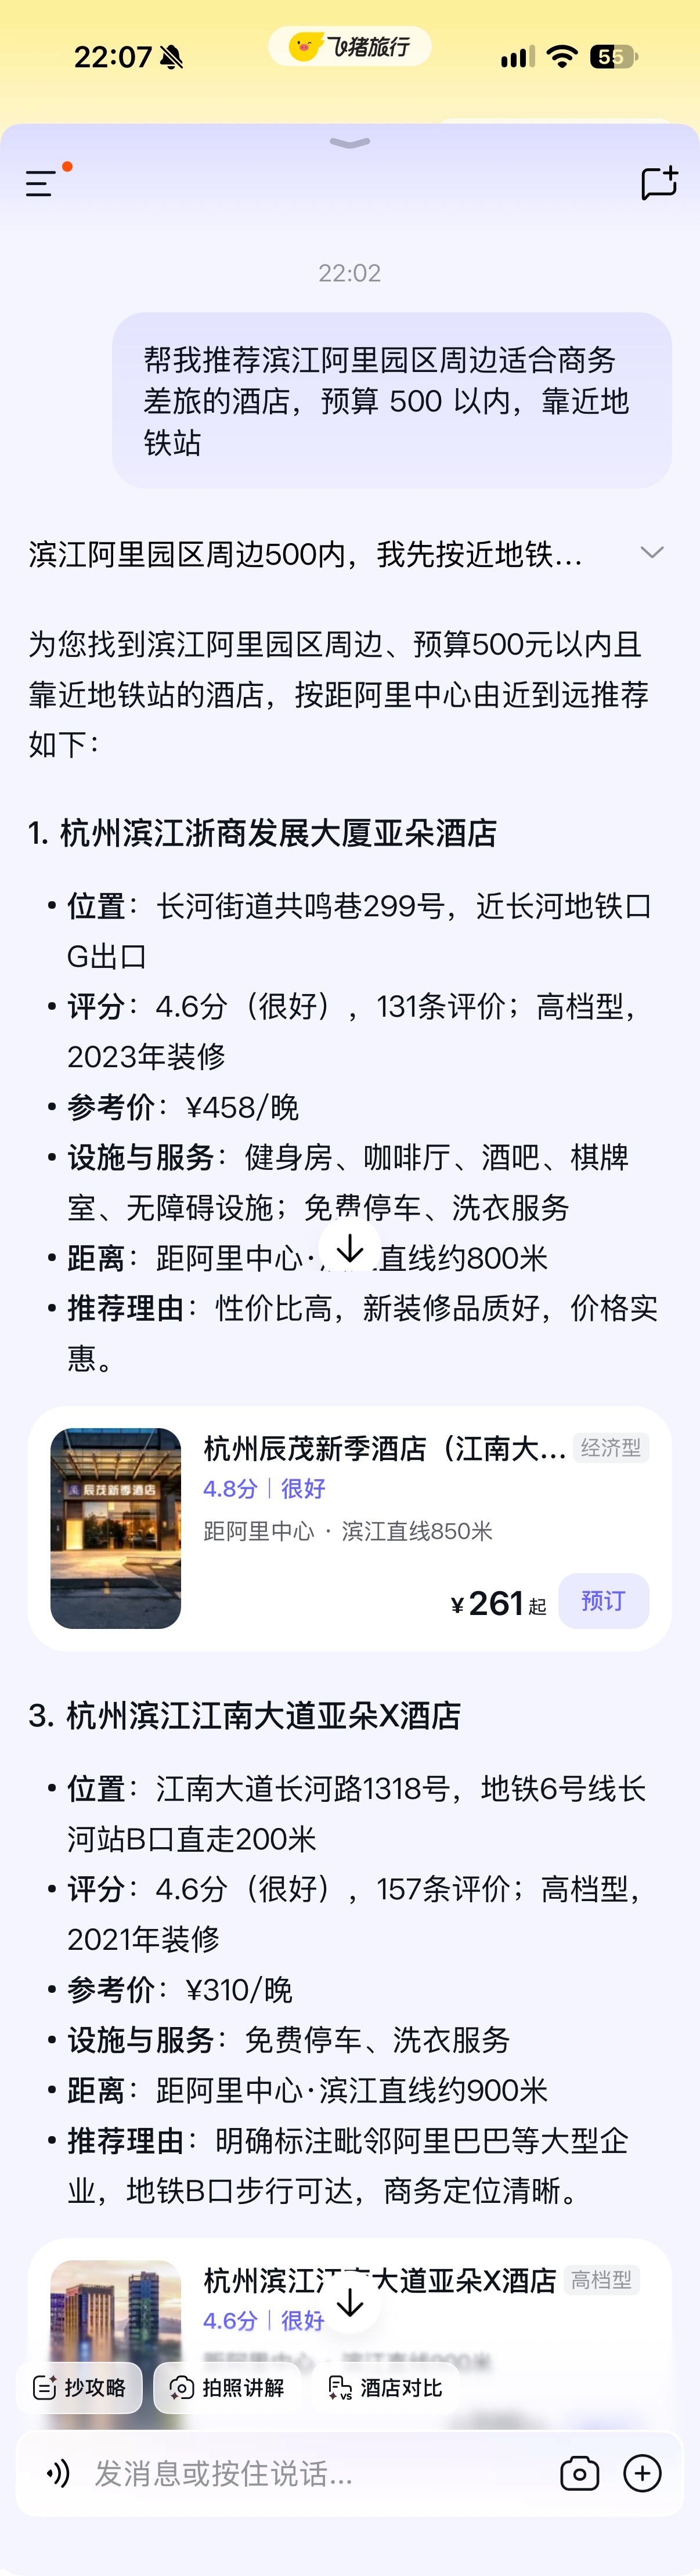 22:07
飞猪旅行
55
22:02
帮我推荐滨江阿里园区周边适合商务
差旅的酒店，预算 500 以内，靠近地
铁站
滨江阿里园区周边500内，我先按近地铁...
为您找到滨江阿里园区周边、预算500元以内且
靠近地铁站的酒店，按距阿里中心由近到远推荐
如下：
1. 杭州滨江浙商发展大厦亚朵酒店
• 位置：长河街道共鸣巷299号，近长河地铁口
G出口
• 评分：4.6分（很好），131条评价；高档型，
2023年装修
• 参考价：¥458/晚
• 设施与服务：健身房、咖啡厅、酒吧、棋牌
室、无障碍设施；免费停车、洗衣服务
• 距离：距阿里中心·直线约800米
• 推荐理由：性价比高，新装修品质好，价格实
惠。
辰茂新季酒店
杭州辰茂新季酒店（江南大... 经济型
4.8分｜很好
距阿里中心 · 滨江直线850米
¥261起 预订
3. 杭州滨江江南大道亚朵X酒店
• 位置：江南大道长河路1318号，地铁6号线长
河站B口直走200米
• 评分：4.6分（很好），157条评价；高档型，
2021年装修
• 参考价：¥310/晚
• 设施与服务：免费停车、洗衣服务
• 距离：距阿里中心·滨江直线约900米
• 推荐理由：明确标注毗邻阿里巴巴等大型企
业，地铁B口步行可达，商务定位清晰。
杭州滨江江南大道亚朵X酒店 高档型
4.6分｜很好
抄攻略 拍照讲解 vs 酒店对比
发消息或按住说话...